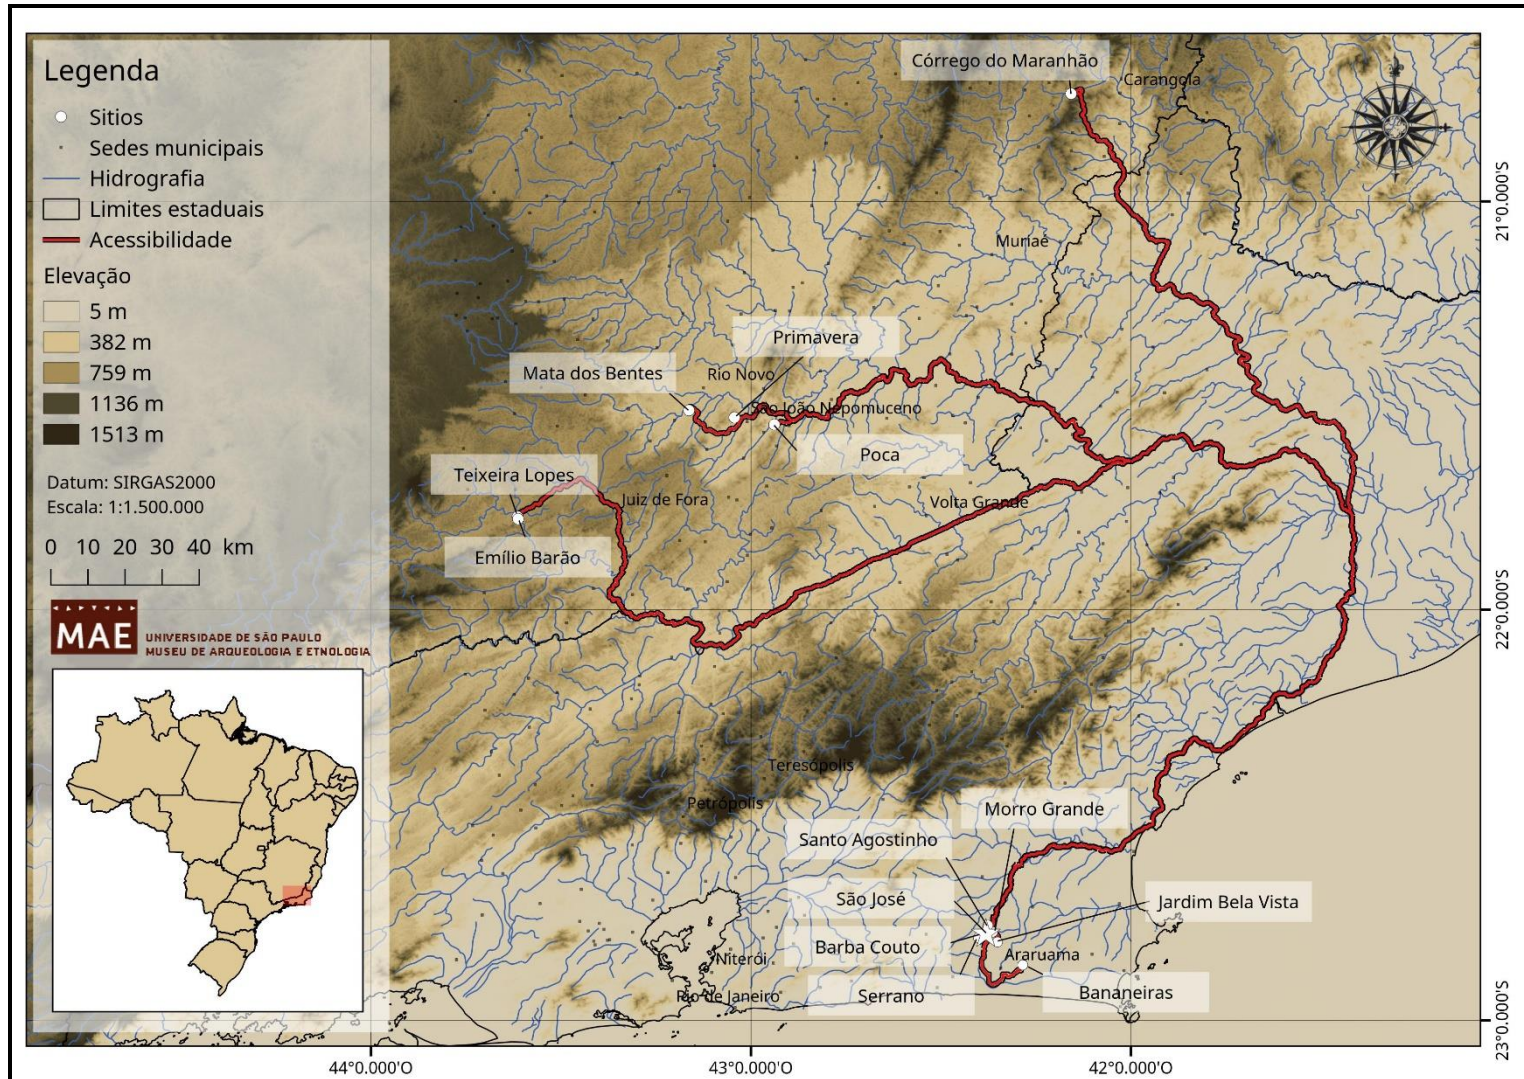 Legenda
Sitios
Sedes municipais
Hidrografia
Limites estaduais
Acessibilidade
Elevação
5 m
382 m
759 m
1136 m
1513 m
Datum: SIRGAS2000
Escala: 1:1.500.000
0 10 20 30 40 km
MAE
UNIVERSIDADE DE SÃO PAULO
MUSEU DE ARQUEOLOGIA E ETNOLOGIA
Córrego do Maranhão
Carangola
Muriaé
Primavera
Mata dos Bentes
Rio Novo
São João Nepomuceno
Poca
Teixeira Lopes
Juiz de Fora
Volta Grande
Emílio Barão
Teresópolis
Petrópolis
Morro Grande
Santo Agostinho
São José
Jardim Bela Vista
Barba Couto
Araruama
Niterói
Serrano
Bananeiras
Rio de Janeiro
21°0.000'S
22°0.000'S
23°0.000'S
44°0.000'O
43°0.000'O
42°0.000'O